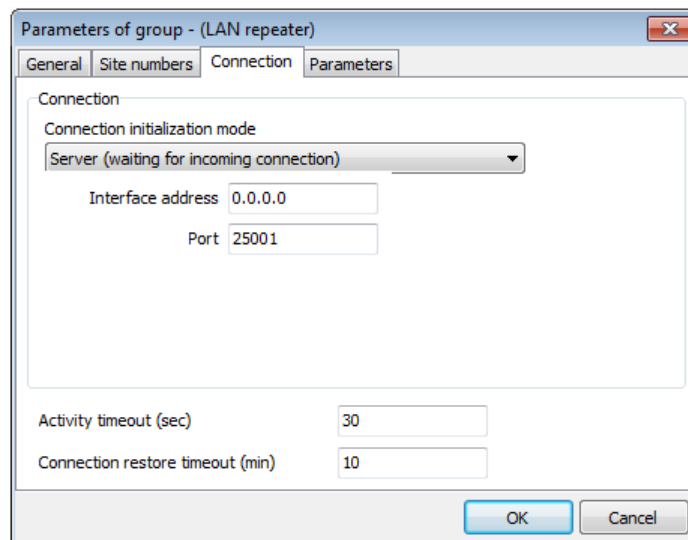 Parameters of group - (LAN repeater)
General Site numbers Connection Parameters
Connection
Connection initialization mode
Server (waiting for incoming connection)
Interface address 0.0.0.0
Port 25001
Activity timeout (sec) 30
Connection restore timeout (min) 10
OK Cancel